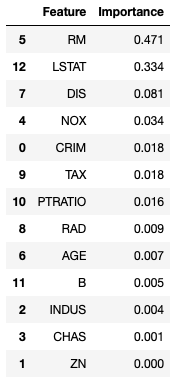 Feature Importance
5 RM 0.471
12 LSTAT 0.334
7 DIS 0.081
4 NOX 0.034
0 CRIM 0.018
9 TAX 0.018
10 PTRATIO 0.016
8 RAD 0.009
6 AGE 0.007
11 B 0.005
2 INDUS 0.004
3 CHAS 0.001
1 ZN 0.000